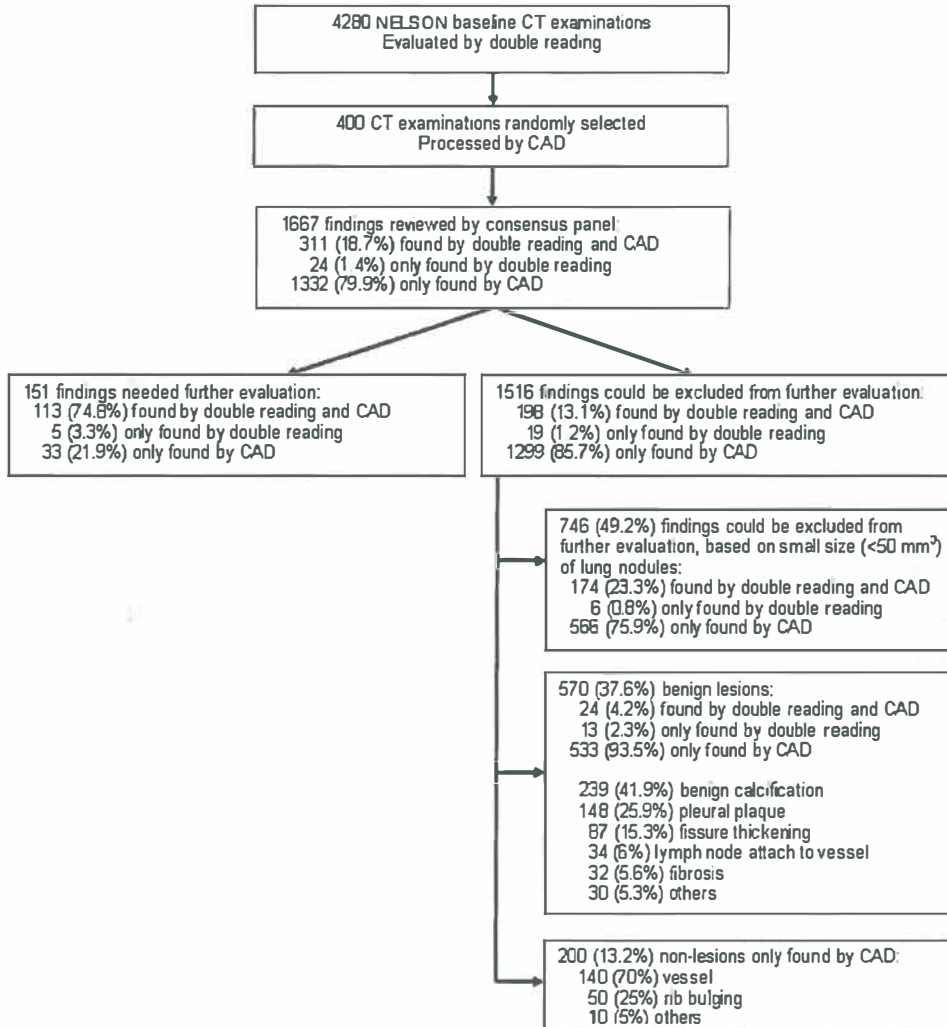 4280 NELSON baseline CT examinations
Evaluated by double reading
400 CT examinations randomly selected
Processed by CAD
1667 findings reviewed by consensus panel:
311 (18.7%) found by double reading and CAD
24 (1.4%) only found by double reading
1332 (79.9%) only found by CAD
151 findings needed further evaluation:
113 (74.8%) found by double reading and CAD
5 (3.3%) only found by double reading
33 (21.9%) only found by CAD
1516 findings could be excluded from further evaluation:
198 (13.1%) found by double reading and CAD
19 (1.2%) only found by double reading
1299 (85.7%) only found by CAD
746 (49.2%) findings could be excluded from
further evaluation, based on small size (<50 mm³)
of lung nodules:
174 (23.3%) found by double reading and CAD
6 (0.8%) only found by double reading
566 (75.9%) only found by CAD
570 (37.6%) benign lesions:
24 (4.2%) found by double reading and CAD
13 (2.3%) only found by double reading
533 (93.5%) only found by CAD
239 (41.9%) benign calcification
148 (25.9%) pleural plaque
87 (15.3%) fissure thickening
34 (6%) lymph node attach to vessel
32 (5.6%) fibrosis
30 (5.3%) others
200 (13.2%) non-lesions only found by CAD:
140 (70%) vessel
50 (25%) rib bulging
10 (5%) others